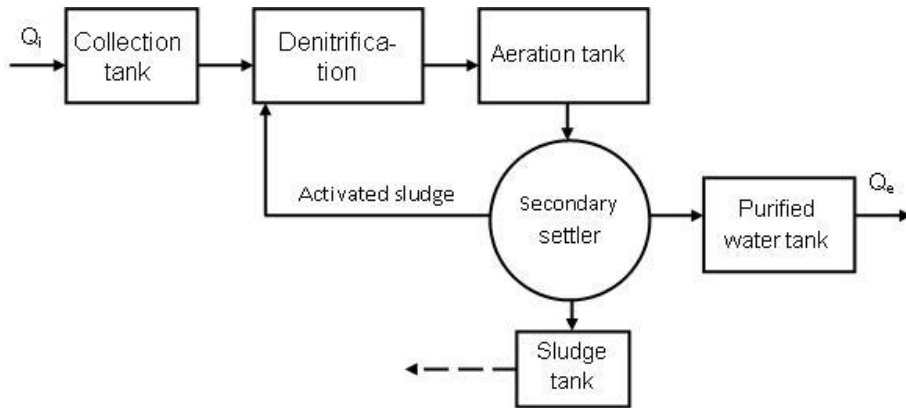 Qi
Collection
tank
Denitrifica-
tion
Aeration tank
Activated sludge
Secondary
settler
Purified
water tank
Qe
Sludge
tank